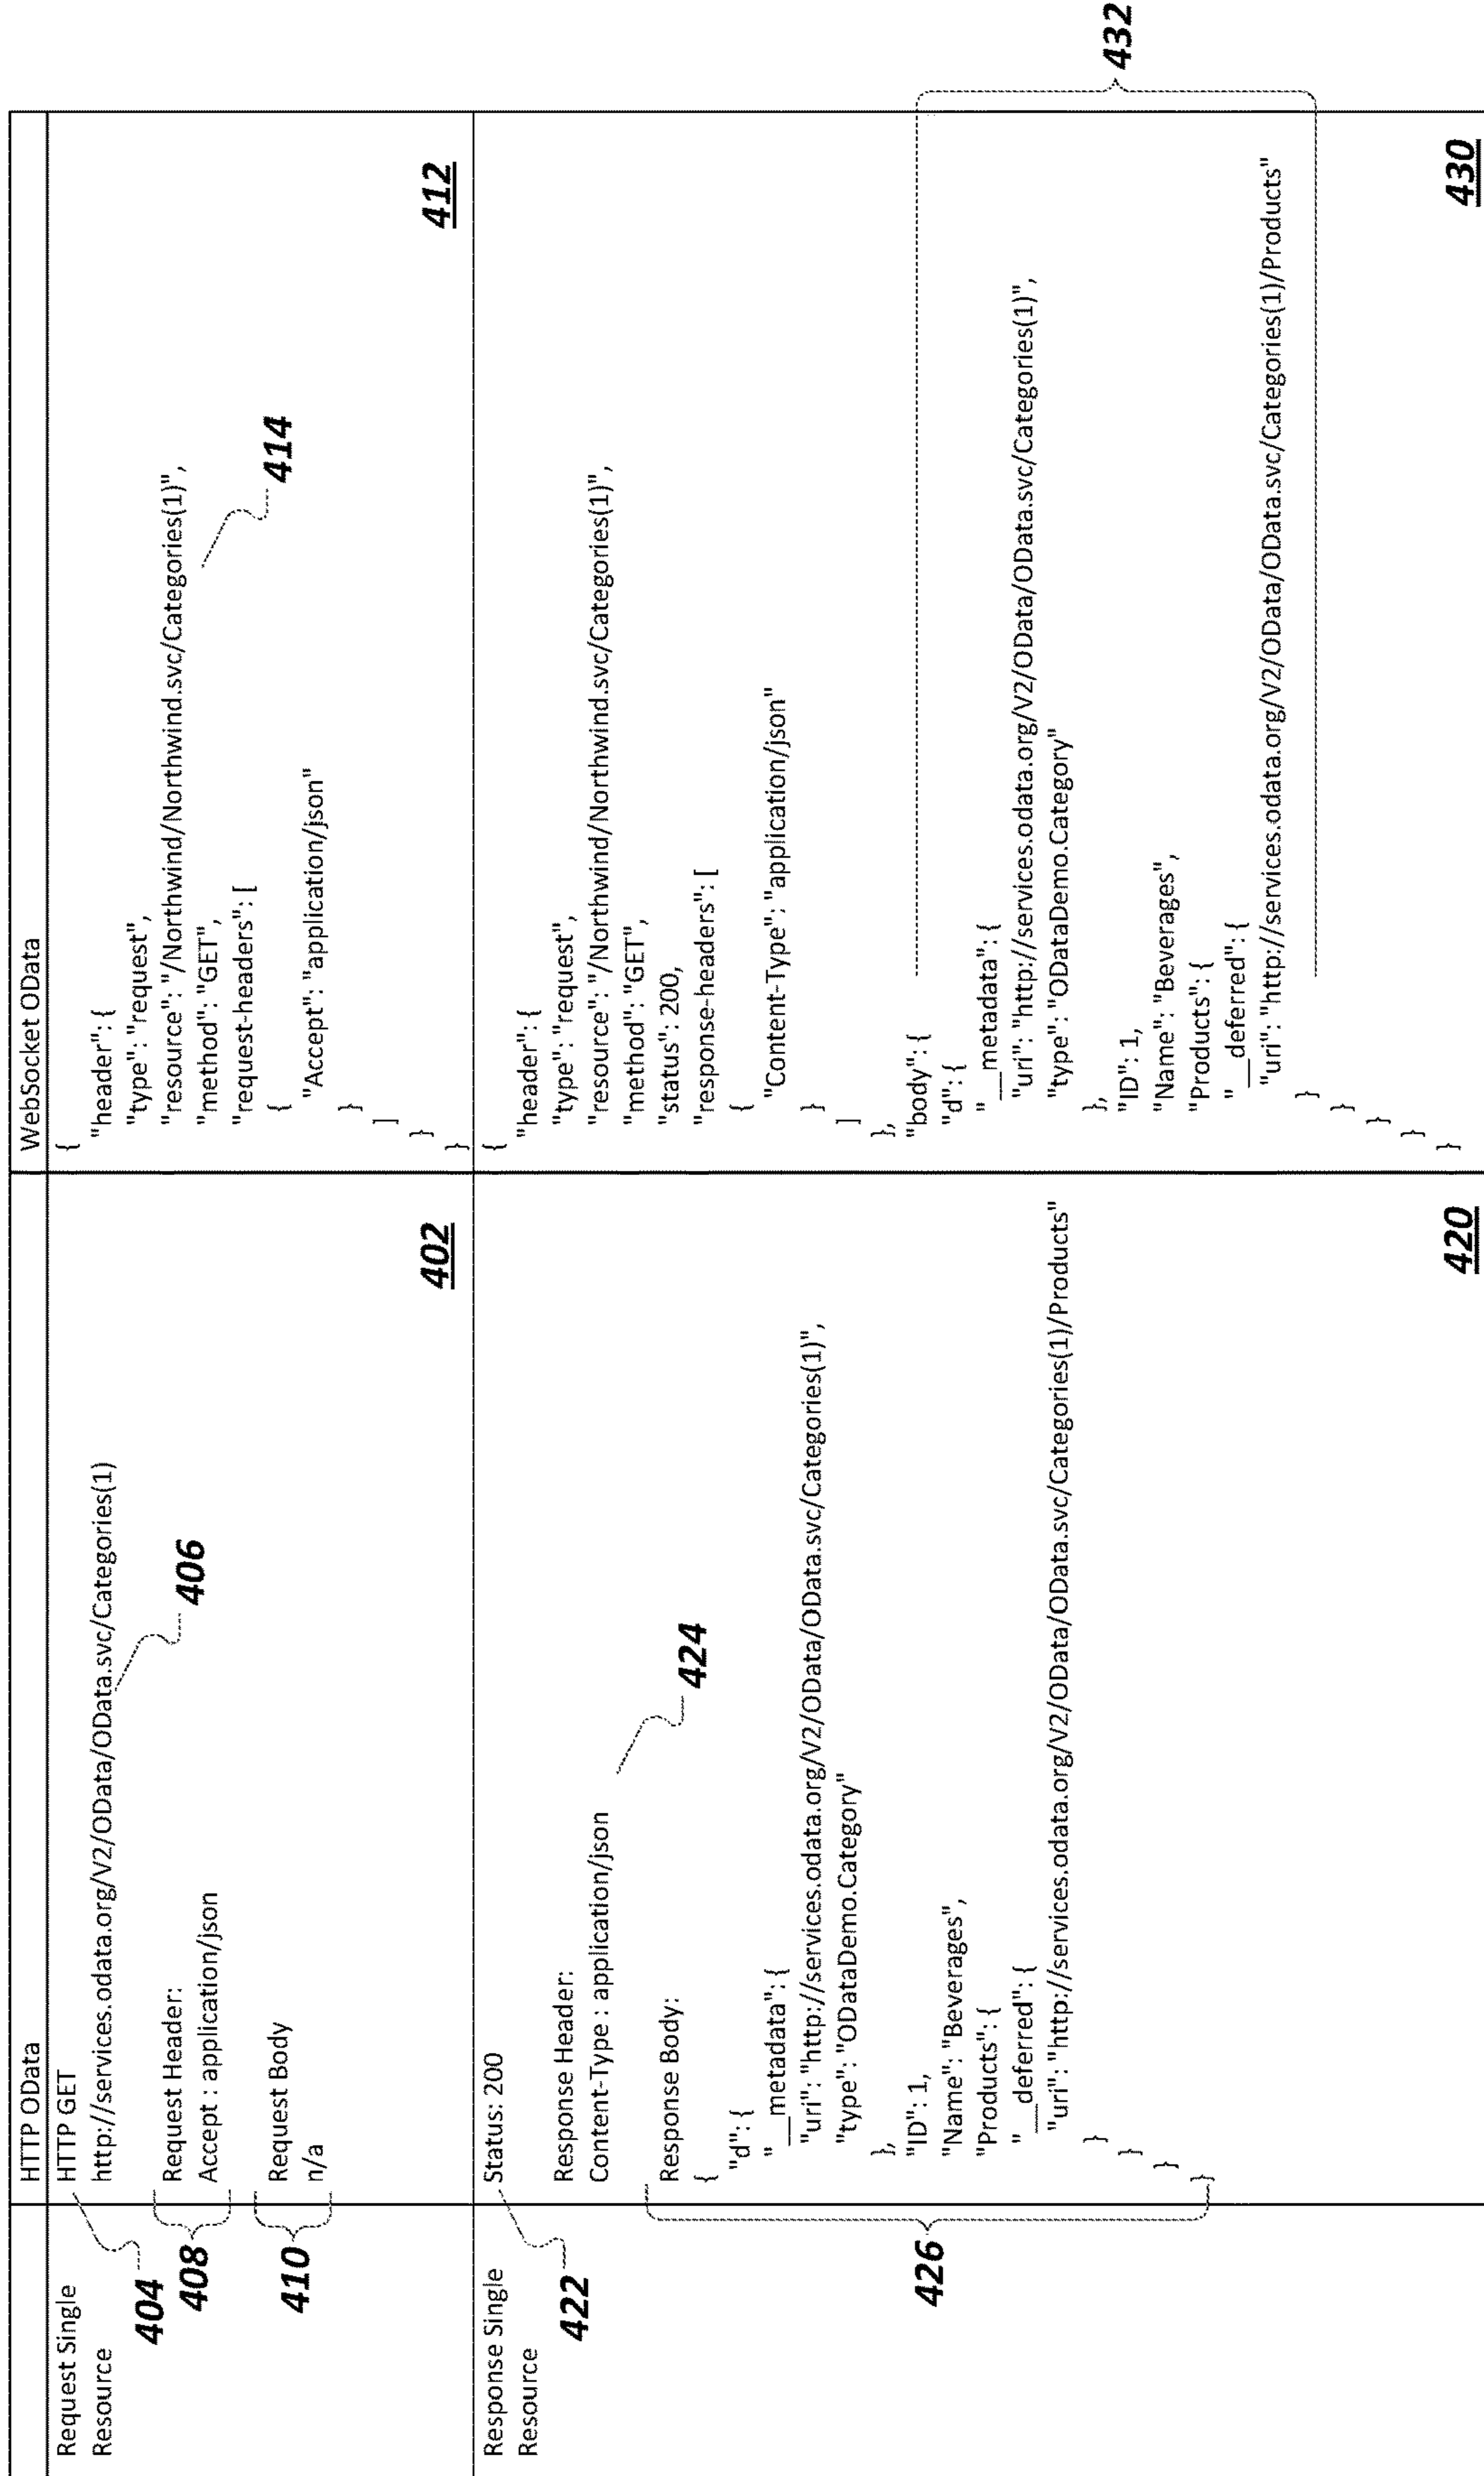 HTTP OData
WebSocket OData
Request Single
Resource
404
408
410
HTTP GET
http://services.odata.org/V2/OData/OData.svc/Categories(1)
406
Request Header:
Accept : application/json
Request Body
n/a
402
{
"header": {
"type": "request",
"resource": "/Northwind/Northwind.svc/Categories(1)",
"method": "GET",
"request-headers": [
{
"Accept": "application/json"
}
]
}
}
414
412
Response Single
Resource
422
426
Status: 200
Response Header:
Content-Type : application/json
424
Response Body:
{
"d": {
"__metadata": {
"uri": "http://services.odata.org/V2/OData/OData.svc/Categories(1)",
"type": "ODataDemo.Category"
},
"ID": 1,
"Name": "Beverages",
"Products": {
"__deferred": {
"uri": "http://services.odata.org/V2/OData/OData.svc/Categories(1)/Products"
}
}
}
}
420
{
"header": {
"type": "request",
"resource": "/Northwind/Northwind.svc/Categories(1)",
"method": "GET",
"status": 200,
"response-headers": [
{
"Content-Type": "application/json"
}
]
},
"body": {
"d": {
"__metadata": {
"uri": "http://services.odata.org/V2/OData/OData.svc/Categories(1)",
"type": "ODataDemo.Category"
},
"ID": 1,
"Name": "Beverages",
"Products": {
"__deferred": {
"uri": "http://services.odata.org/V2/OData/OData.svc/Categories(1)/Products"
}
}
}
}
}
432
430